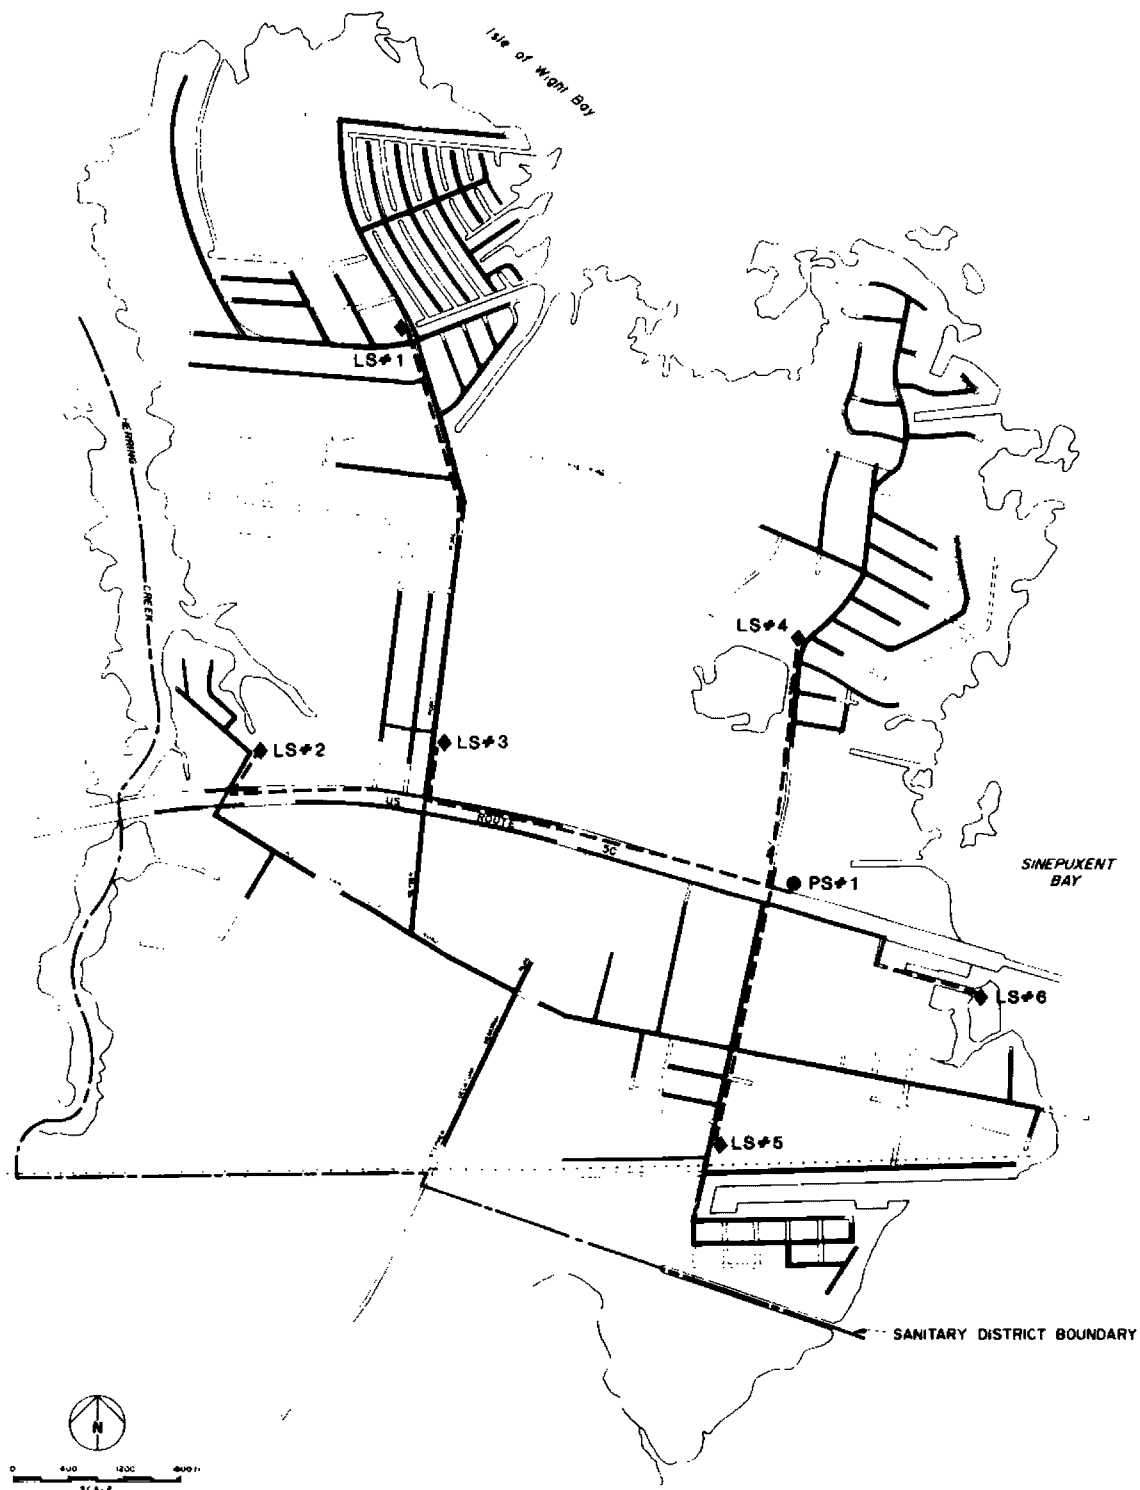 Isle of Wight Bay
LS#1
HERRING
CREEK
LS#4
LS#2
LS#3
US
ROUTE
50
PS#1
SINEPUXENT
BAY
LS#6
LS#5
SANITARY DISTRICT BOUNDARY
N
0 400 1200
SCALE